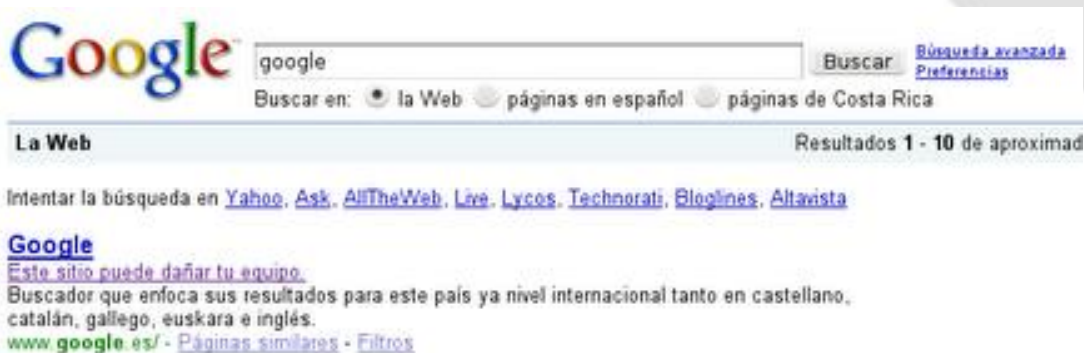 Google
google Buscar Búsqueda avanzada
Preferencias
Buscar en: la Web páginas en español páginas de Costa Rica
La Web Resultados 1 - 10 de aproximad
Intentar la búsqueda en Yahoo, Ask, AllTheWeb, Live, Lycos, Technorati, Bloglines, Altavista
Google
Este sitio puede dañar tu equipo.
Buscador que enfoca sus resultados para este país ya nivel internacional tanto en castellano,
catalán, gallego, euskara e inglés.
www.google.es/ - Páginas similares - Filtros